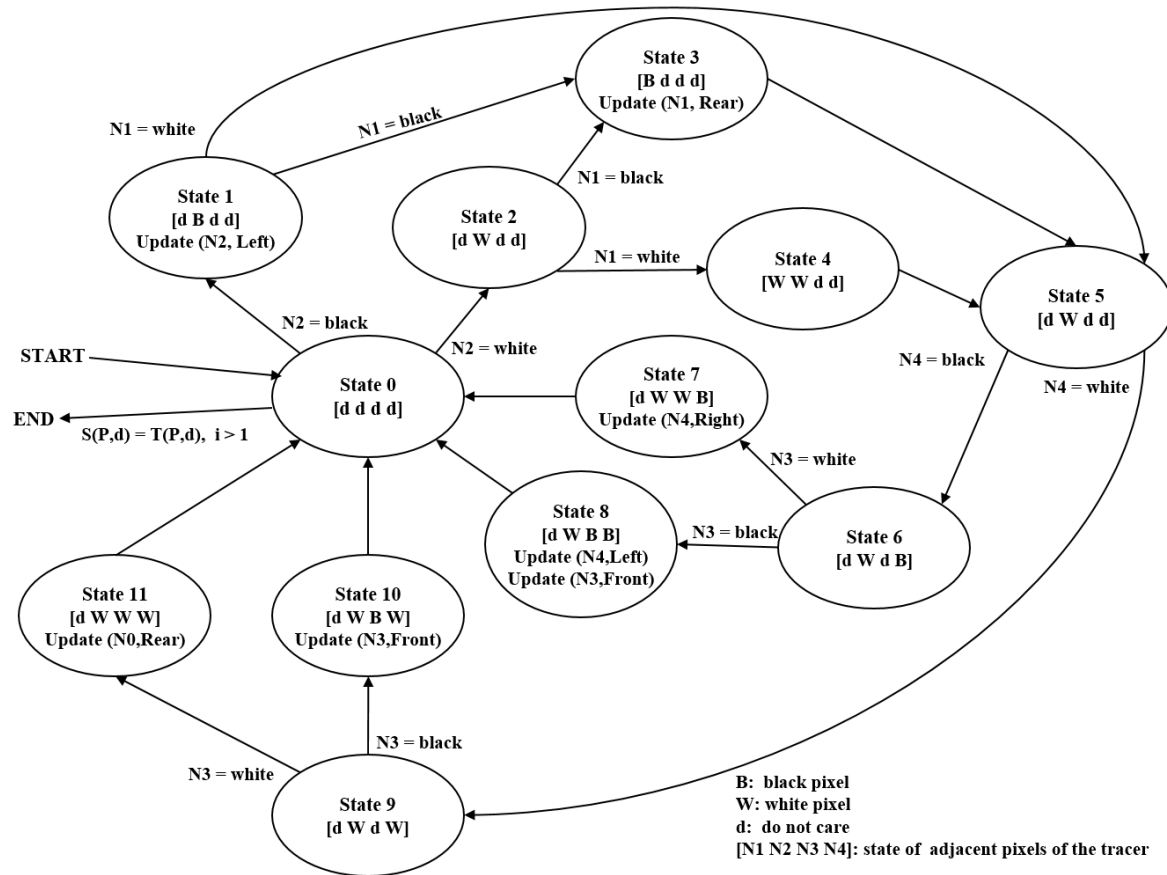 State 3
[B d d d]
Update (N1, Rear)
N1 = white
N1 = black
N1 = black
State 1
[d B d d]
Update (N2, Left)
State 2
[d W d d]
N1 = white
State 4
[W W d d]
State 5
[d W d d]
N2 = black
N2 = white
START
State 0
[d d d d]
END
S(P,d) = T(P,d),  i > 1
State 7
[d W W B]
Update (N4,Right)
N4 = black
N4 = white
N3 = white
State 8
[d W B B]
Update (N4,Left)
Update (N3,Front)
N3 = black
State 6
[d W d B]
State 11
[d W W W]
Update (N0,Rear)
State 10
[d W B W]
Update (N3,Front)
N3 = black
N3 = white
State 9
[d W d W]
B:  black pixel
W: white pixel
d:  do not care
[N1 N2 N3 N4]: state of  adjacent pixels of the tracer